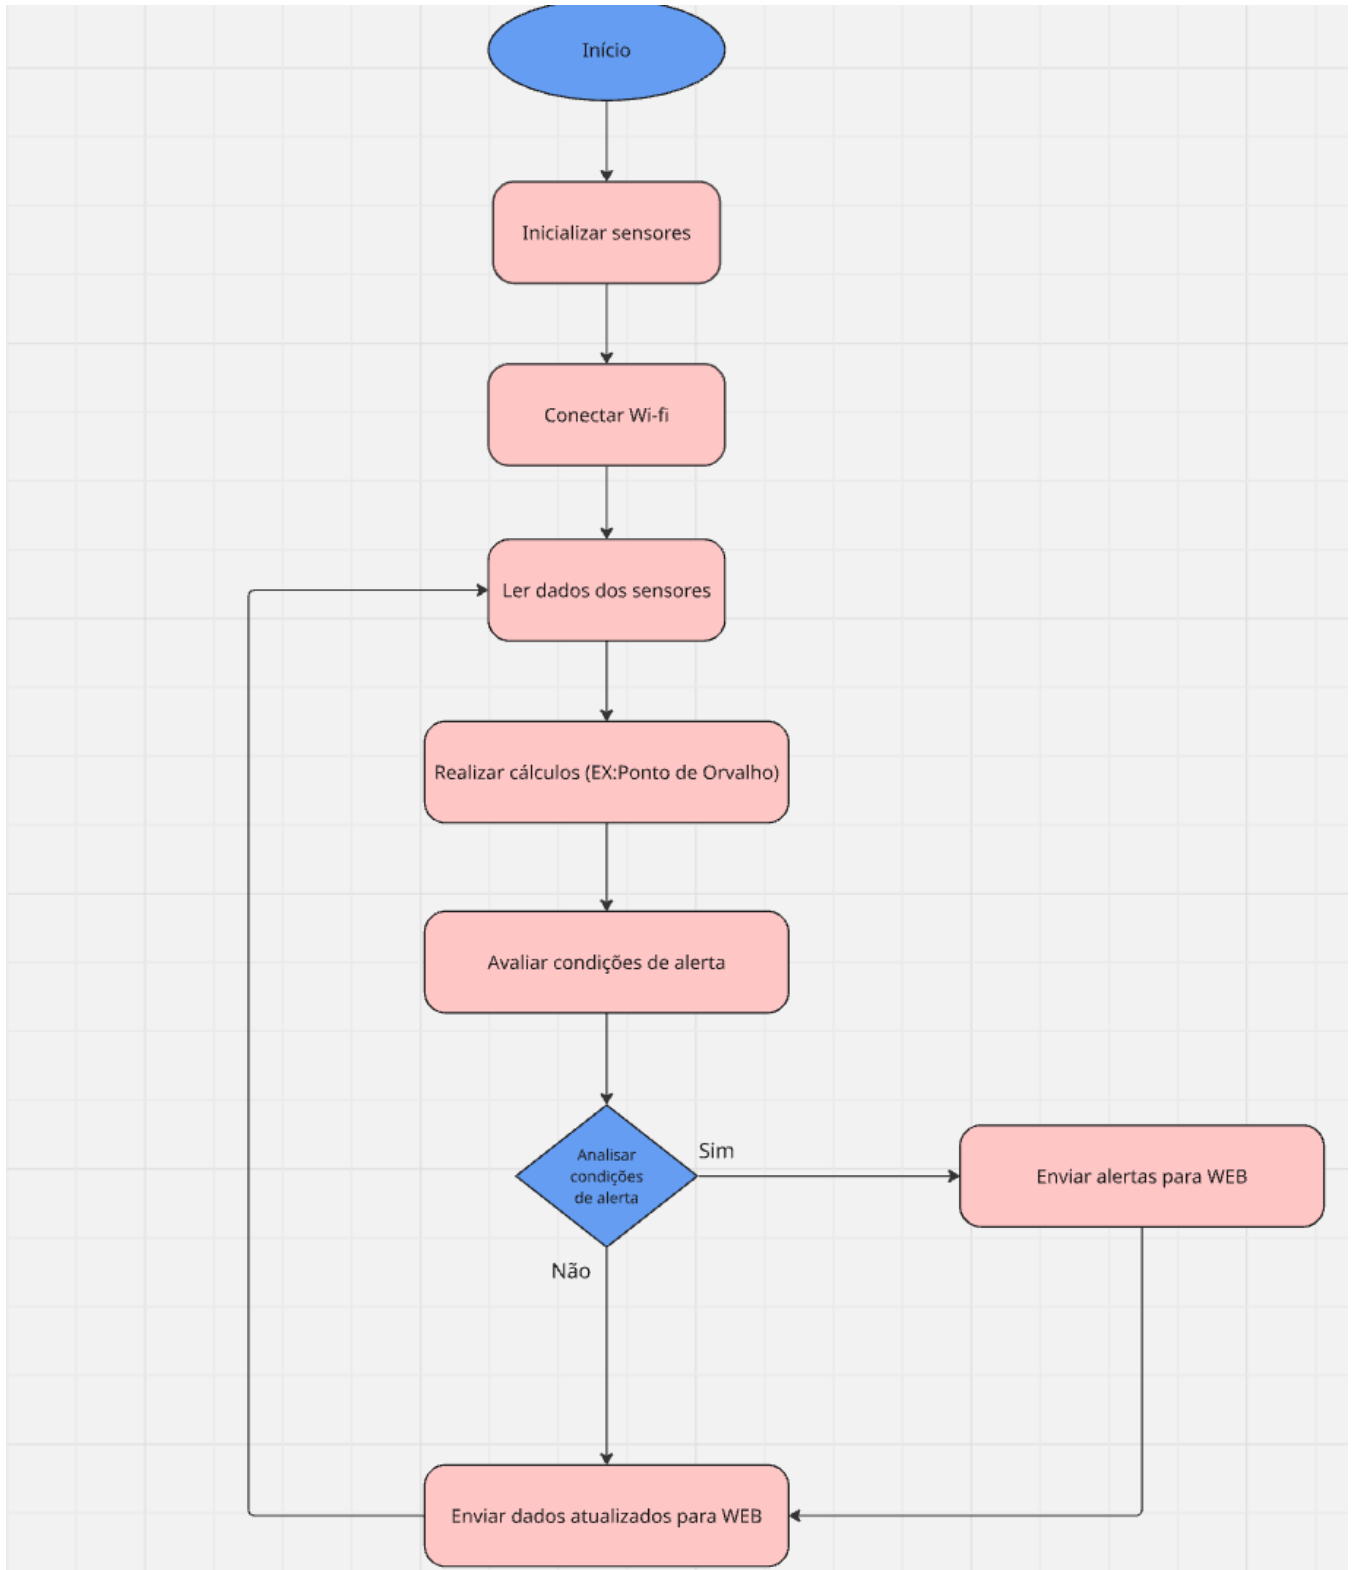 Início
Inicializar sensores
Conectar Wi-fi
Ler dados dos sensores
Realizar cálculos (EX:Ponto de Orvalho)
Avaliar condições de alerta
Analisar
condições
de alerta
Sim
Enviar alertas para WEB
Não
Enviar dados atualizados para WEB